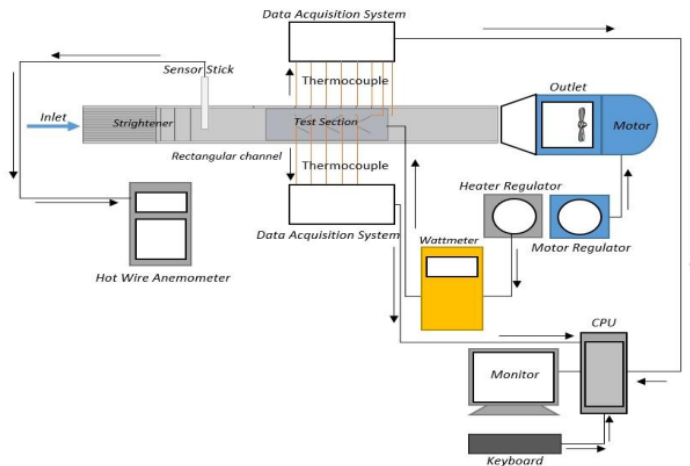 Data Acquisition System
Sensor Stick
Thermocouple
Outlet
Inlet
Strightener
Test Section
Motor
Rectangular channel
Thermocouple
Heater Regulator
Data Acquisition System
Wattmeter
Motor Regulator
Hot Wire Anemometer
CPU
Monitor
Keyboard